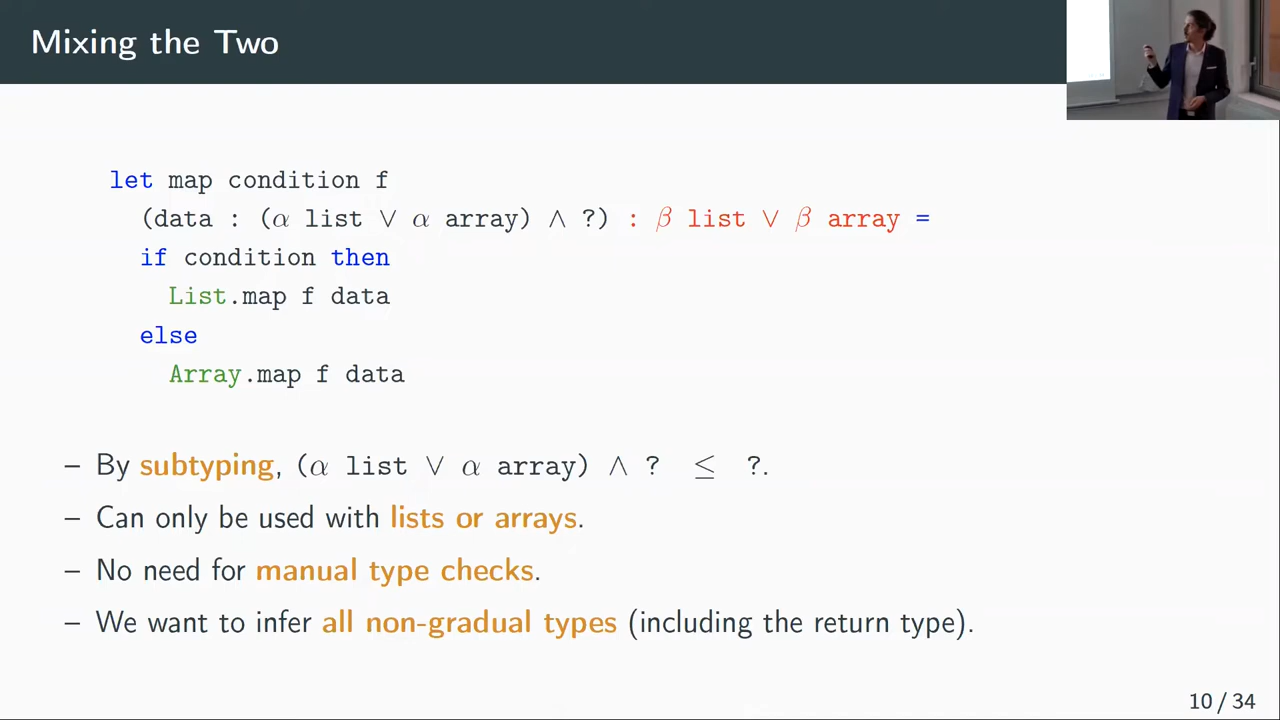 Mixing the Two
let map condition f
(data : (α list ∨ α array) ∧ ?) : β list ∨ β array =
if condition then
List.map f data
else
Array.map f data
– By subtyping, (α list ∨ α array) ∧ ? ≤ ?.
– Can only be used with lists or arrays.
– No need for manual type checks.
– We want to infer all non-gradual types (including the return type).
10 / 34